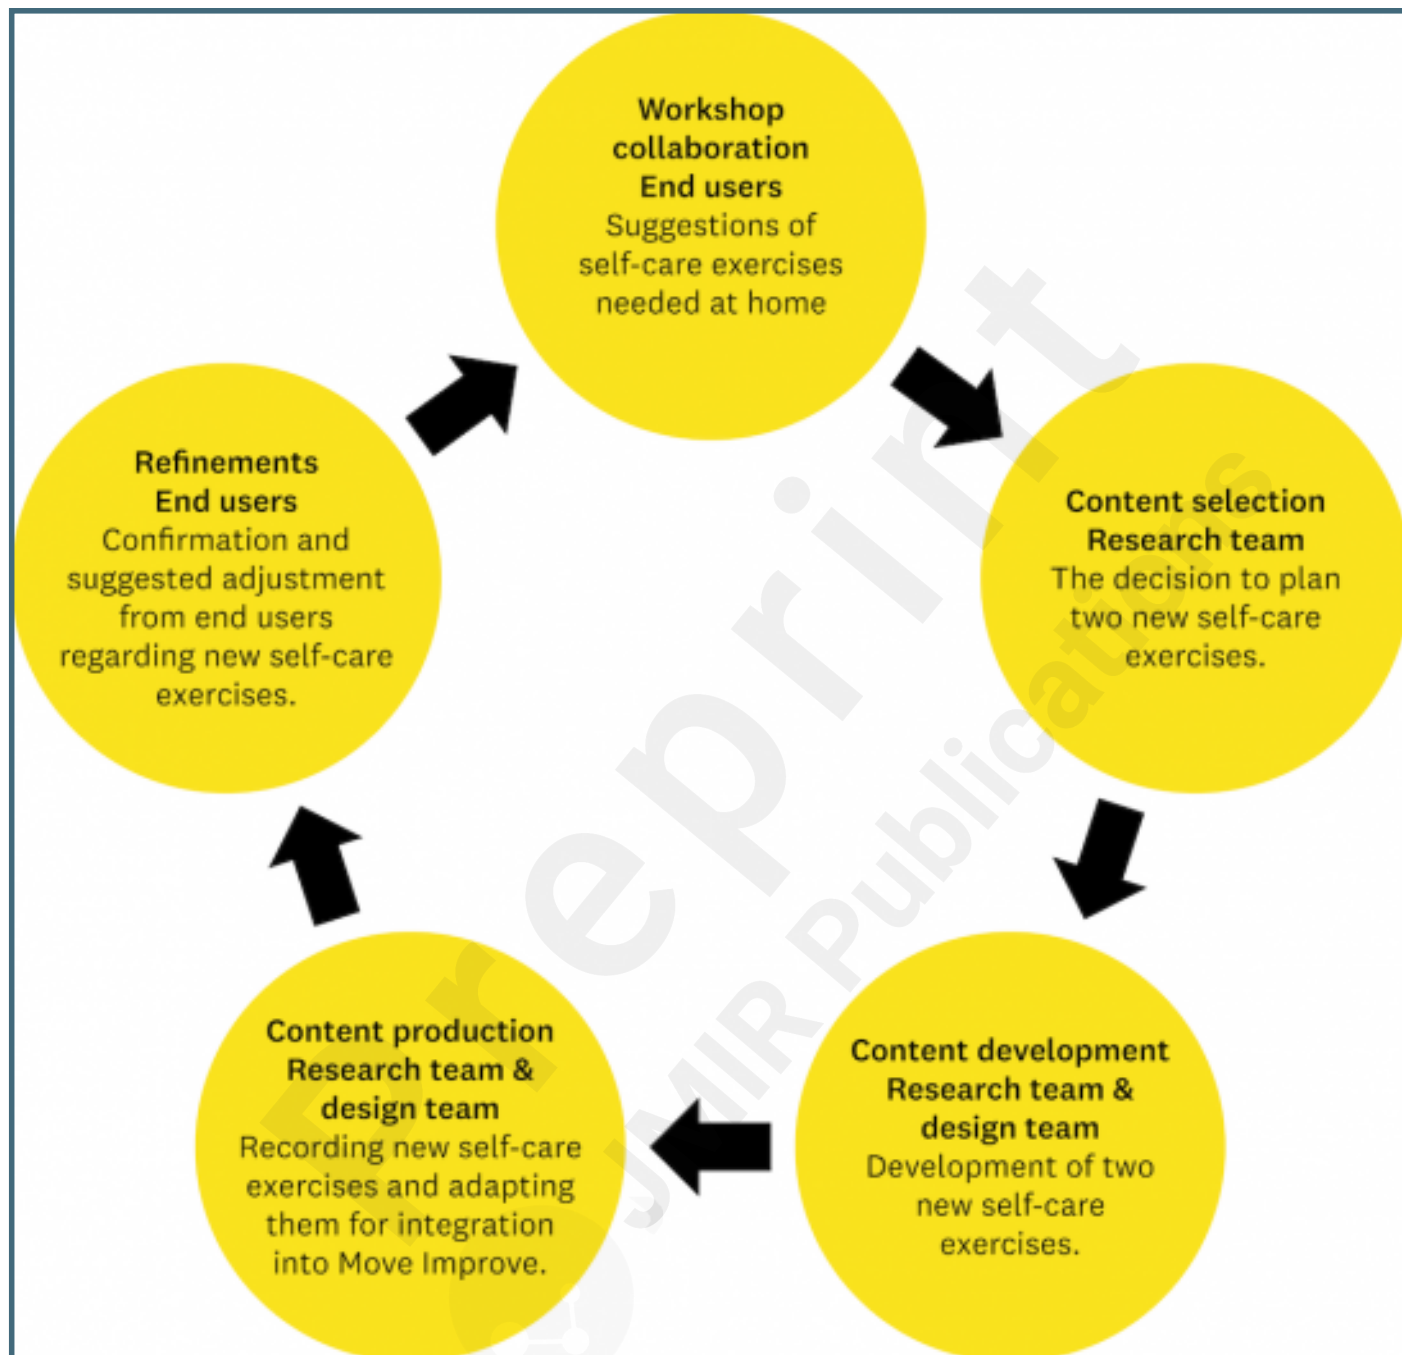 Workshop
collaboration
End users
Suggestions of
self-care exercises
needed at home
Content selection
Research team
The decision to plan
two new self-care
exercises.
Content development
Research team &
design team
Development of two
new self-care
exercises.
Content production
Research team &
design team
Recording new self-care
exercises and adapting
them for integration
into Move Improve.
Refinements
End users
Confirmation and
suggested adjustment
from end users
regarding new self-care
exercises.
Preprint
JMIR Publications